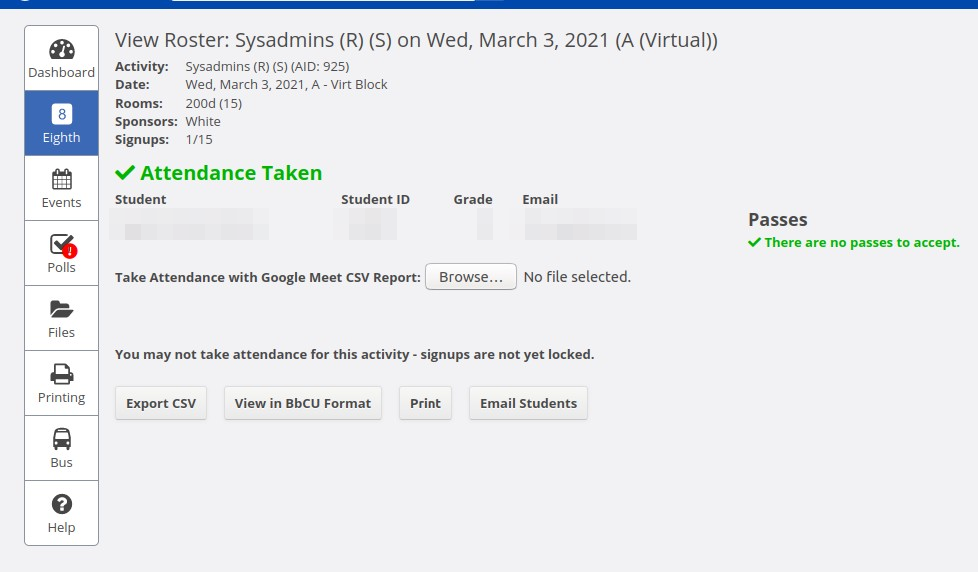 Dashboard
8
Eighth
Events
Polls
Files
Printing
Bus
Help
View Roster: Sysadmins (R) (S) on Wed, March 3, 2021 (A (Virtual))
Activity: Sysadmins (R) (S) (AID: 925)
Date: Wed, March 3, 2021, A - Virt Block
Rooms: 200d (15)
Sponsors: White
Signups: 1/15
Attendance Taken
Student Student ID Grade Email
Take Attendance with Google Meet CSV Report: Browse... No file selected.
You may not take attendance for this activity - signups are not yet locked.
Export CSV View in BbCU Format Print Email Students
Passes
There are no passes to accept.